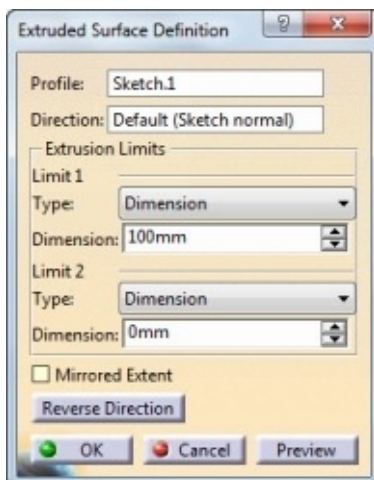 Extruded Surface Definition
Profile: Sketch.1
Direction: Default (Sketch normal)
Extrusion Limits
Limit 1
Type: Dimension
Dimension: 100mm
Limit 2
Type: Dimension
Dimension: 0mm
Mirrored Extent
Reverse Direction
OK Cancel Preview